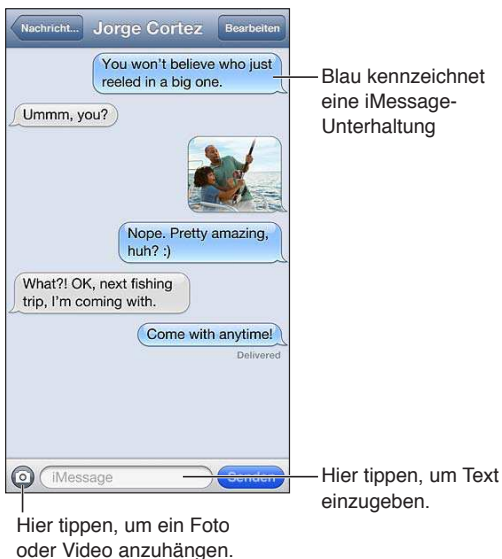 Nachricht...
Jorge Cortez
Bearbeiten
You won't believe who just
reeled in a big one.
Blau kennzeichnet
eine iMessage-
Unterhaltung
Ummm, you?
Nope. Pretty amazing,
huh? :)
What?! OK, next fishing
trip, I'm coming with.
Come with anytime!
Delivered
iMessage
Senden
Hier tippen, um Text
einzugeben.
Hier tippen, um ein Foto
oder Video anzuhängen.